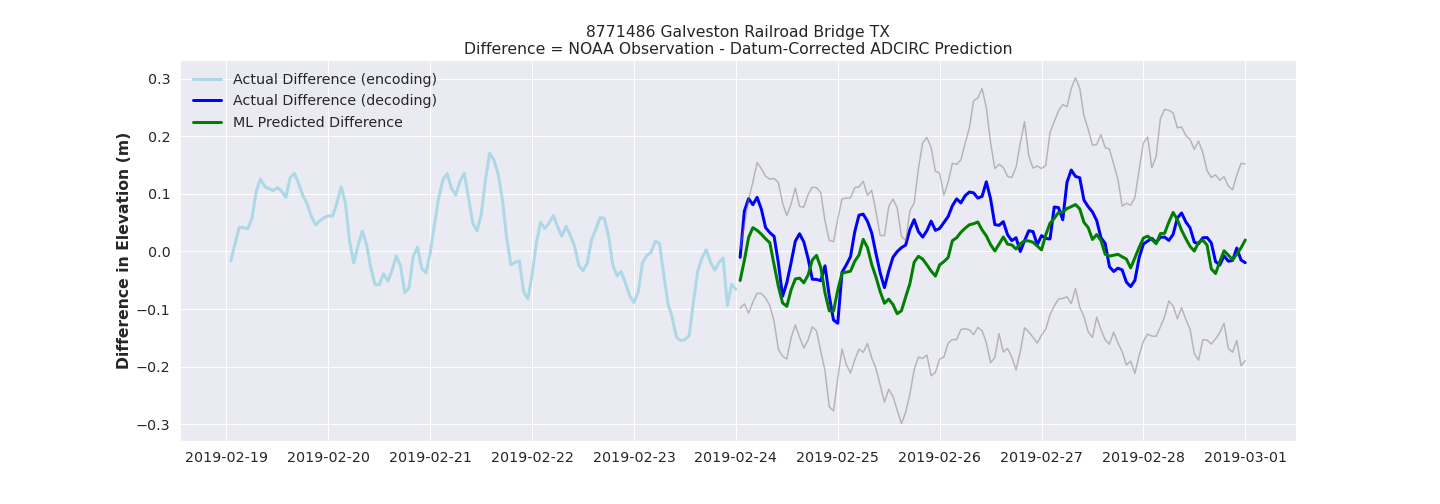 8771486 Galveston Railroad Bridge TX
Difference = NOAA Observation - Datum-Corrected ADCIRC Prediction
Actual Difference (encoding)
Actual Difference (decoding)
ML Predicted Difference
Difference in Elevation (m)
0.3
0.2
0.1
0.0
−0.1
−0.2
−0.3
2019-02-19 2019-02-20 2019-02-21 2019-02-22 2019-02-23 2019-02-24 2019-02-25 2019-02-26 2019-02-27 2019-02-28 2019-03-01